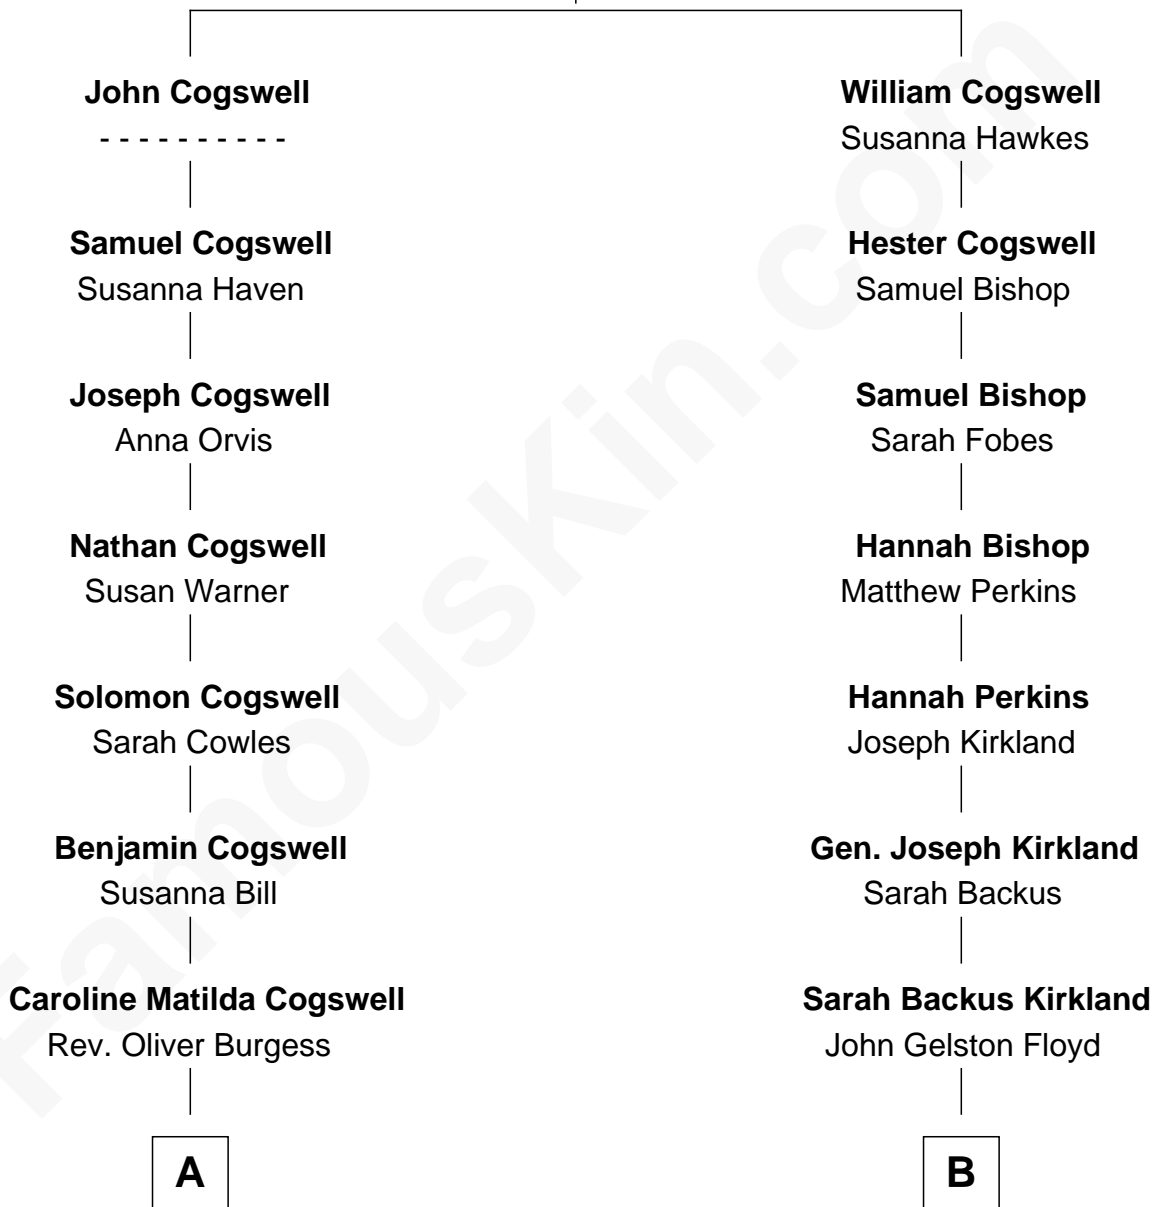 John Cogswell
- - - - - - - - - -
William Cogswell
Susanna Hawkes
Samuel Cogswell
Susanna Haven
Hester Cogswell
Samuel Bishop
Joseph Cogswell
Anna Orvis
Samuel Bishop
Sarah Fobes
Nathan Cogswell
Susan Warner
Hannah Bishop
Matthew Perkins
Solomon Cogswell
Sarah Cowles
Hannah Perkins
Joseph Kirkland
Benjamin Cogswell
Susanna Bill
Gen. Joseph Kirkland
Sarah Backus
Caroline Matilda Cogswell
Rev. Oliver Burgess
Sarah Backus Kirkland
John Gelston Floyd
A
B
FamousKin.com